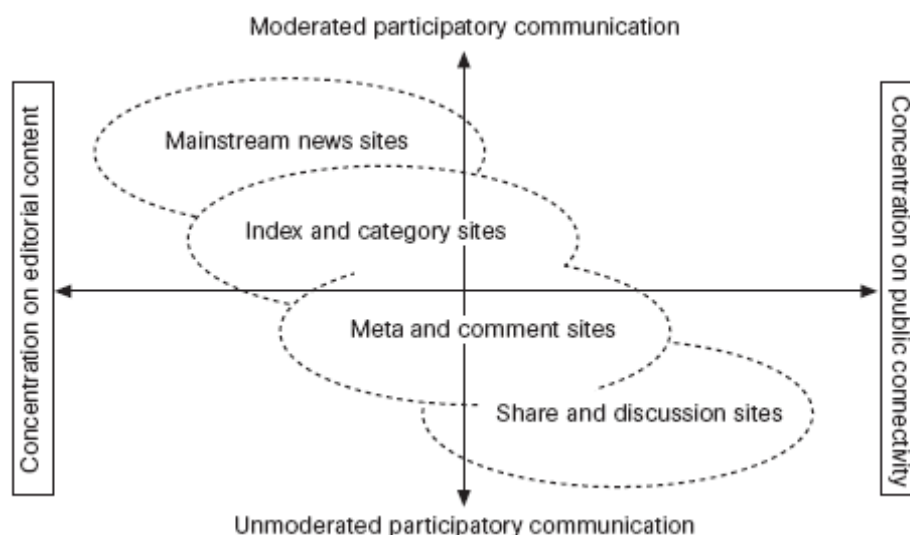 Moderated participatory communication
Concentration on editorial content
Mainstream news sites
Index and category sites
Meta and comment sites
Share and discussion sites
Concentration on public connectivity
Unmoderated participatory communication